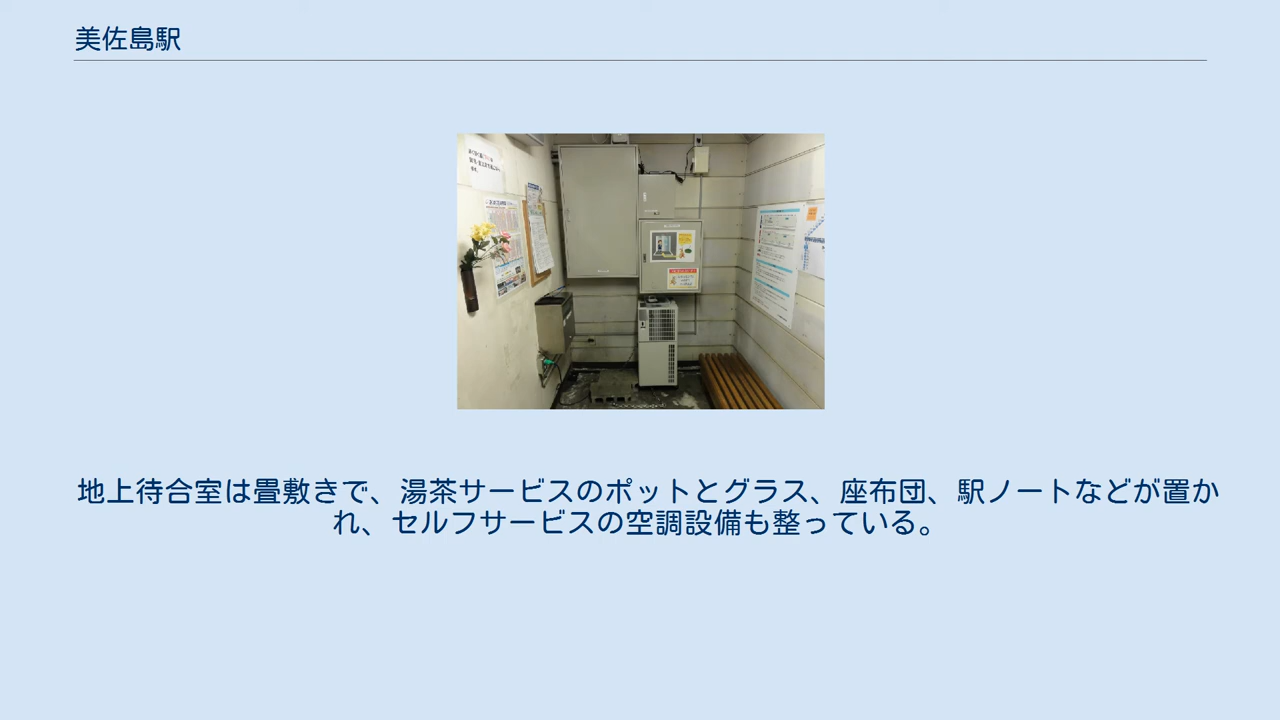 美佐島駅
地上待合室は畳敷きで、湯茶サービスのポットとグラス、座布団、駅ノートなどが置か
れ、セルフサービスの空調設備も整っている。